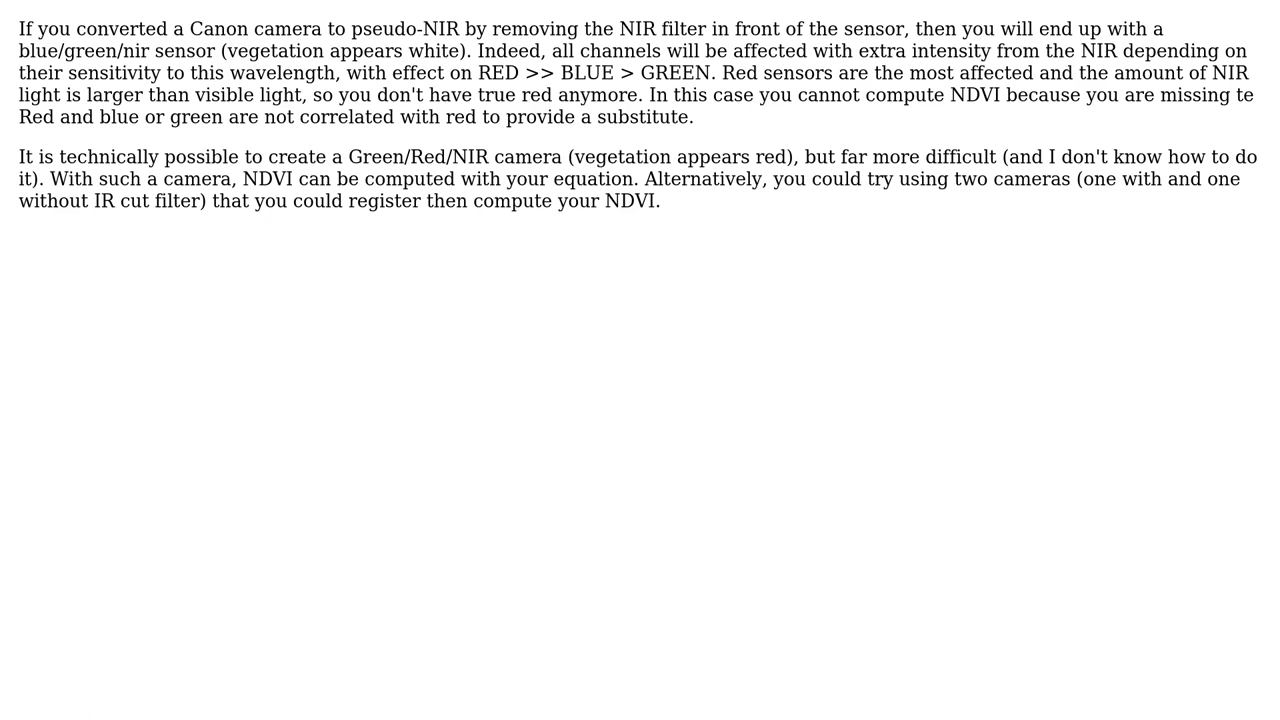 If you converted a Canon camera to pseudo-NIR by removing the NIR filter in front of the sensor, then you will end up with a
blue/green/nir sensor (vegetation appears white). Indeed, all channels will be affected with extra intensity from the NIR depending on
their sensitivity to this wavelength, with effect on RED >> BLUE > GREEN. Red sensors are the most affected and the amount of NIR
light is larger than visible light, so you don't have true red anymore. In this case you cannot compute NDVI because you are missing te
Red and blue or green are not correlated with red to provide a substitute.
It is technically possible to create a Green/Red/NIR camera (vegetation appears red), but far more difficult (and I don't know how to do
it). With such a camera, NDVI can be computed with your equation. Alternatively, you could try using two cameras (one with and one
without IR cut filter) that you could register then compute your NDVI.